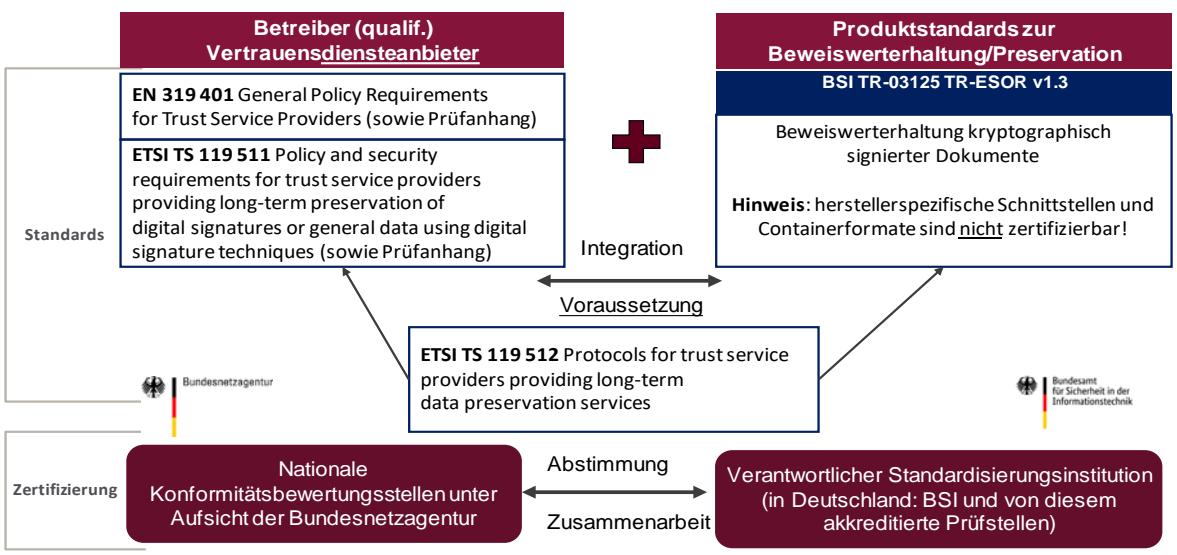 Betreiber (qualif.)
Vertrauensdiensteanbieter
Produktstandards zur
Beweiswerterhaltung/Preservation
Standards
EN 319 401 General Policy Requirements
for Trust Service Providers (sowie Prüfanhang)
ETSI TS 119 511 Policy and security
requirements for trust service providers
providing long-term preservation of
digital signatures or general data using digital
signature techniques (sowie Prüfanhang)
BSI TR-03125 TR-ESOR v1.3
Beweiswerterhaltung kryptographisch
signierter Dokumente
Hinweis: herstellerspezifische Schnittstellen und
Containerformate sind nicht zertifizierbar!
Integration
Voraussetzung
ETSI TS 119 512 Protocols for trust service
providers providing long-term
data preservation services
Bundesnetzagentur
Bundesamt
für Sicherheit in der
Informationstechnik
Zertifizierung
Nationale
Konformitätsbewertungsstellen unter
Aufsicht der Bundesnetzagentur
Abstimmung
Zusammenarbeit
Verantwortlicher Standardisierungsinstitution
(in Deutschland: BSI und von diesem
akkreditierte Prüfstellen)